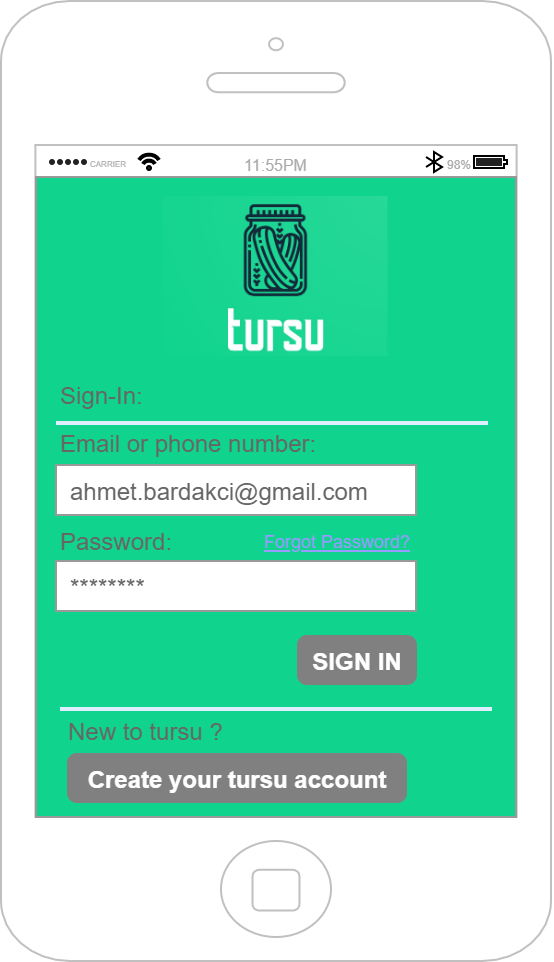 CARRIER 11:55PM 98%
tursu
Sign-In:
Email or phone number:
ahmet.bardakci@gmail.com
Password: Forgot Password?
********
SIGN IN
New to tursu ?
Create your tursu account